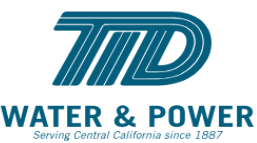 TID
WATER & POWER
Serving Central California since 1887